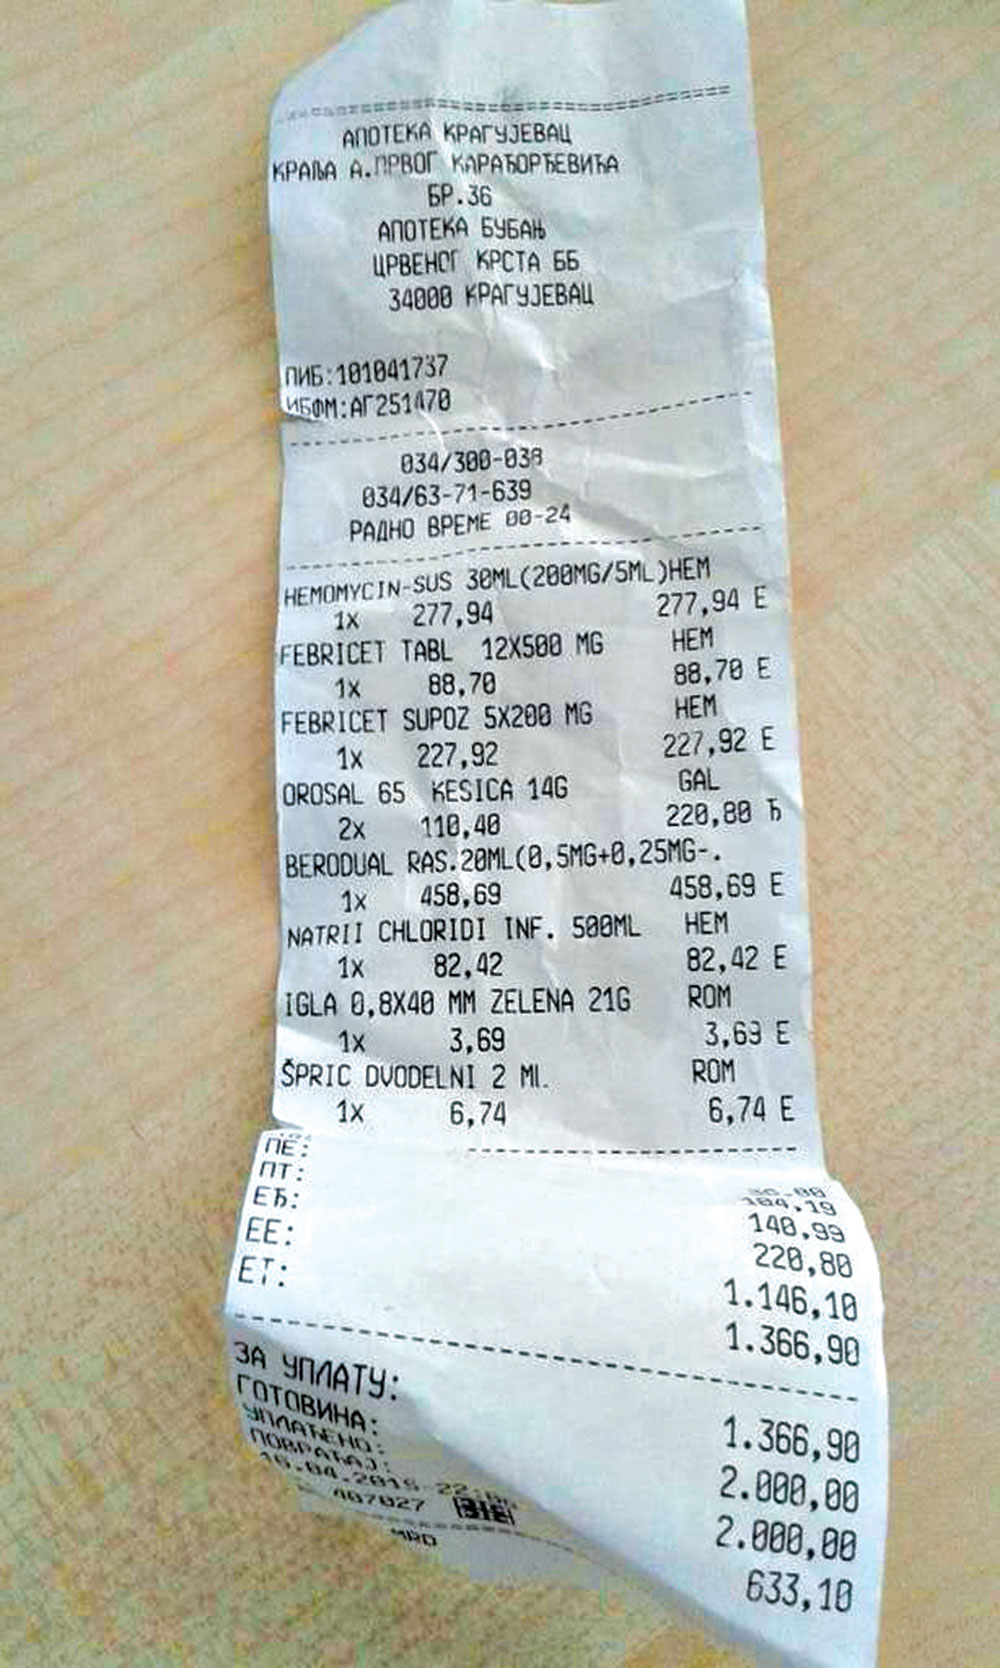 АПОТЕКА КРАГУЈЕВАЦ
КРАЉА А.ПРВОГ КАРАЂОРЂЕВИЋА
БР.36
АПОТЕКА БУБАЊ
ЦРВЕНОГ КРСТА ББ
34000 КРАГУЈЕВАЦ
ПИБ:101041737
ИБФМ:АГ251470
034/300-038
034/63-71-639
РАДНО ВРЕМЕ 00-24
HEMOMYCIN-SUS 30ML(200MG/5ML)HEM
1x 277,94 277,94 Е
FEBRICET TABL 12X500 MG HEM
1x 88,70 88,70 Е
FEBRICET SUPOZ 5X200 MG HEM
1x 227,92 227,92 Е
OROSAL 65 KESICA 14G GAL
2x 110,40 220,80 Ђ
BERODUAL RAS.20ML(0,5MG+0,25MG-.
1x 458,69 458,69 Е
NATRII CHLORIDI INF. 500ML HEM
1x 82,42 82,42 Е
IGLA 0,8X40 MM ZELENA 21G ROM
1x 3,69 3,69 Е
ŠPRIC DVODELNI 2 ML ROM
1x 6,74 6,74 Е
ПЕ: 104,19
ПТ: 140,99
ЕЂ: 220,80
ЕЕ: 1.146,10
ЕТ: 1.366,90
ЗА УПЛАТУ: 1.366,90
ГОТОВИНА: 2.000,00
УПЛАЋЕНО: 2.000,00
ПОВРАЋАЈ: 633,10
407027